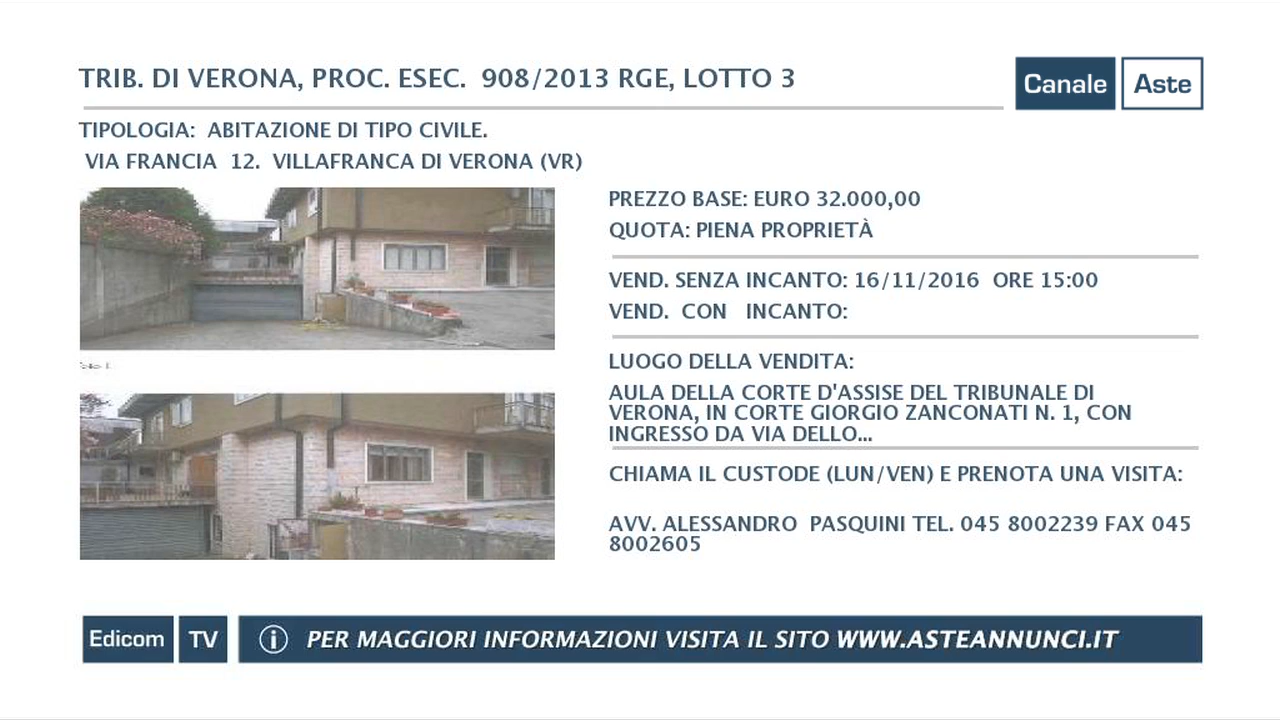 TRIB. DI VERONA, PROC. ESEC.  908/2013 RGE, LOTTO 3
Canale Aste
TIPOLOGIA:  ABITAZIONE DI TIPO CIVILE.
VIA FRANCIA  12.  VILLAFRANCA DI VERONA (VR)
PREZZO BASE: EURO 32.000,00
QUOTA: PIENA PROPRIETÀ
VEND. SENZA INCANTO: 16/11/2016  ORE 15:00
VEND.  CON   INCANTO:
LUOGO DELLA VENDITA:
AULA DELLA CORTE D'ASSISE DEL TRIBUNALE DI
VERONA, IN CORTE GIORGIO ZANCONATI N. 1, CON
INGRESSO DA VIA DELLO...
CHIAMA IL CUSTODE (LUN/VEN) E PRENOTA UNA VISITA:
AVV. ALESSANDRO  PASQUINI TEL. 045 8002239 FAX 045
8002605
Edicom TV
PER MAGGIORI INFORMAZIONI VISITA IL SITO WWW.ASTEANNUNCI.IT